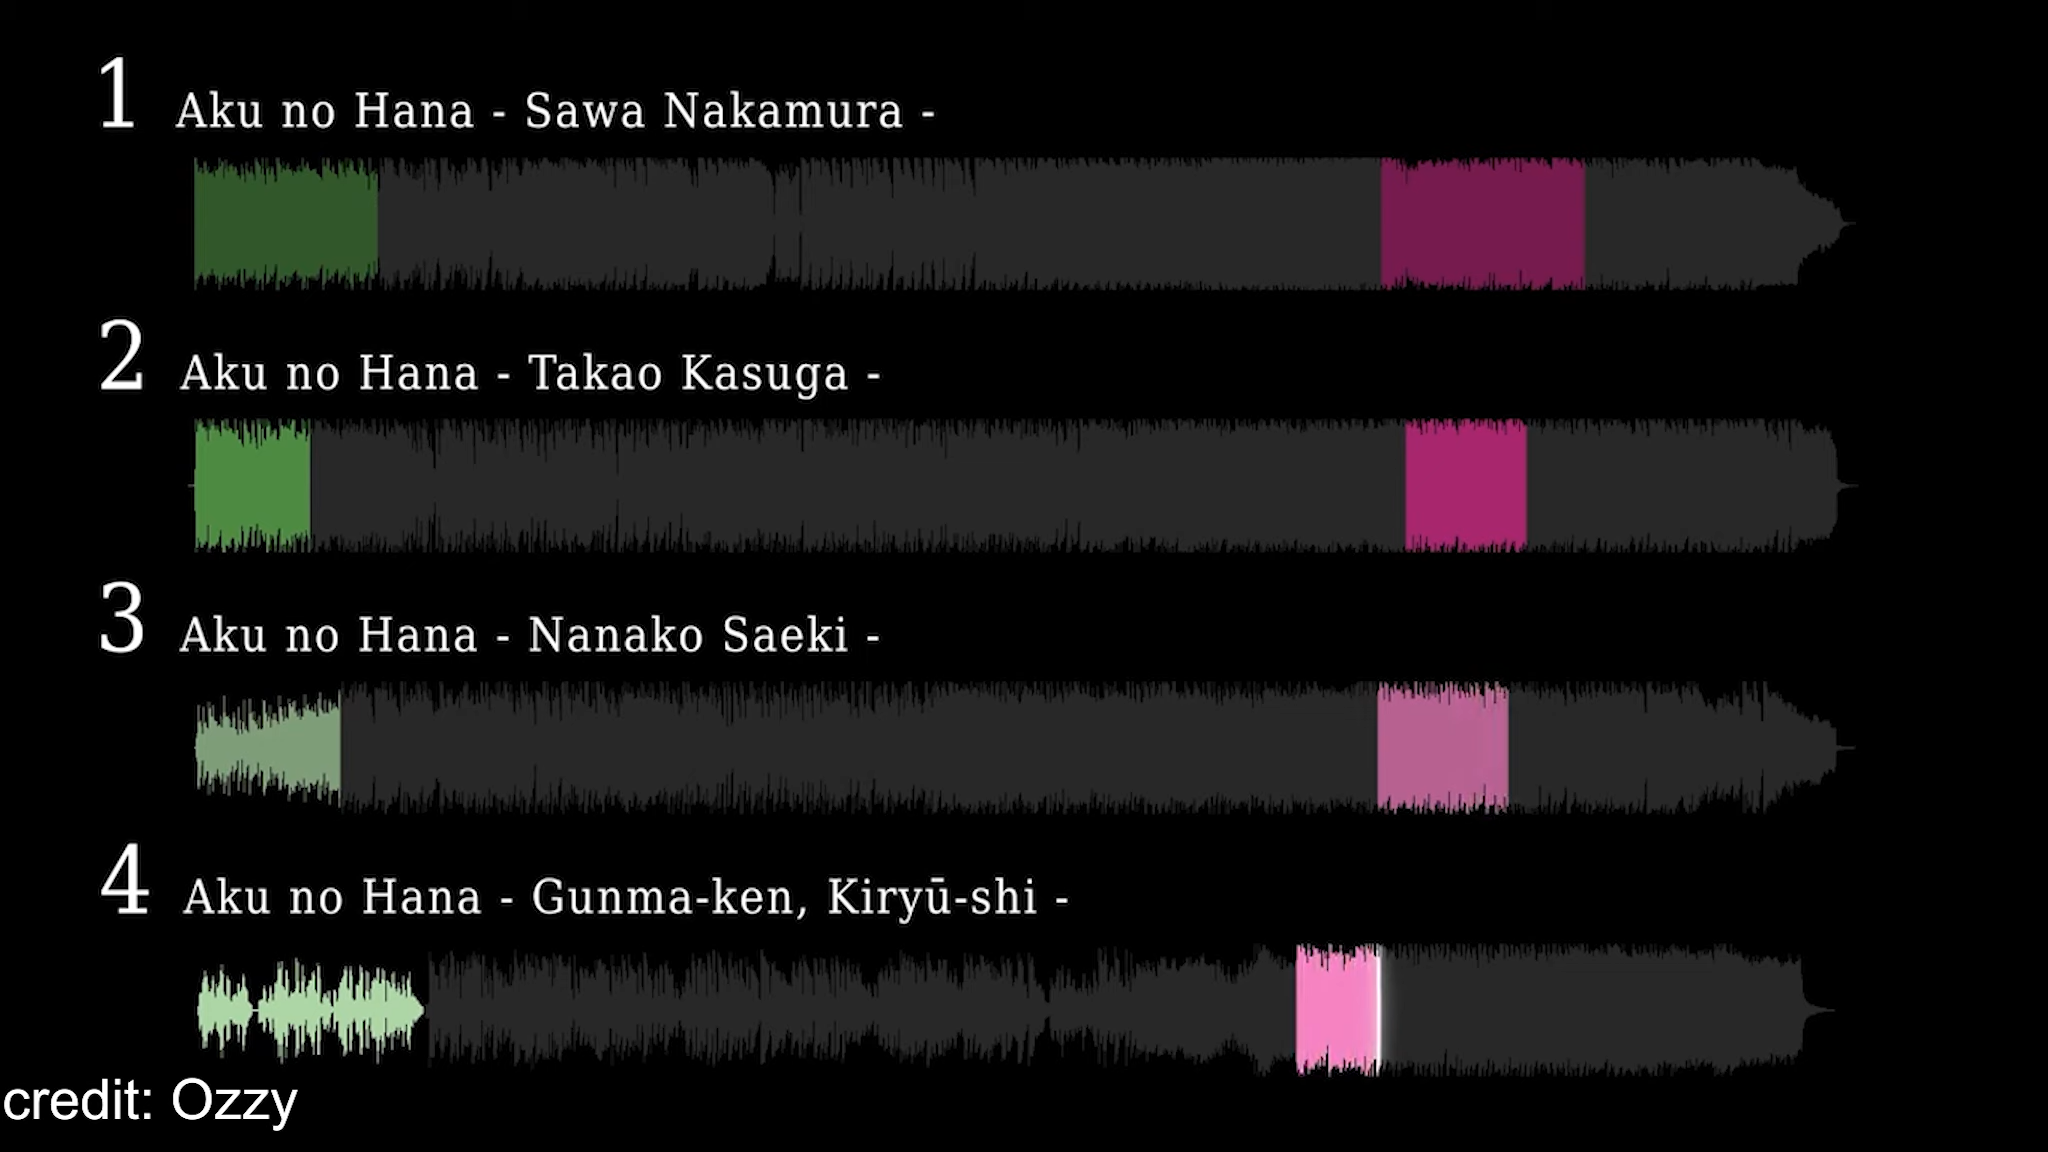 1 Aku no Hana - Sawa Nakamura -
2 Aku no Hana - Takao Kasuga -
3 Aku no Hana - Nanako Saeki -
4 Aku no Hana - Gunma-ken, Kiryū-shi -
credit: Ozzy